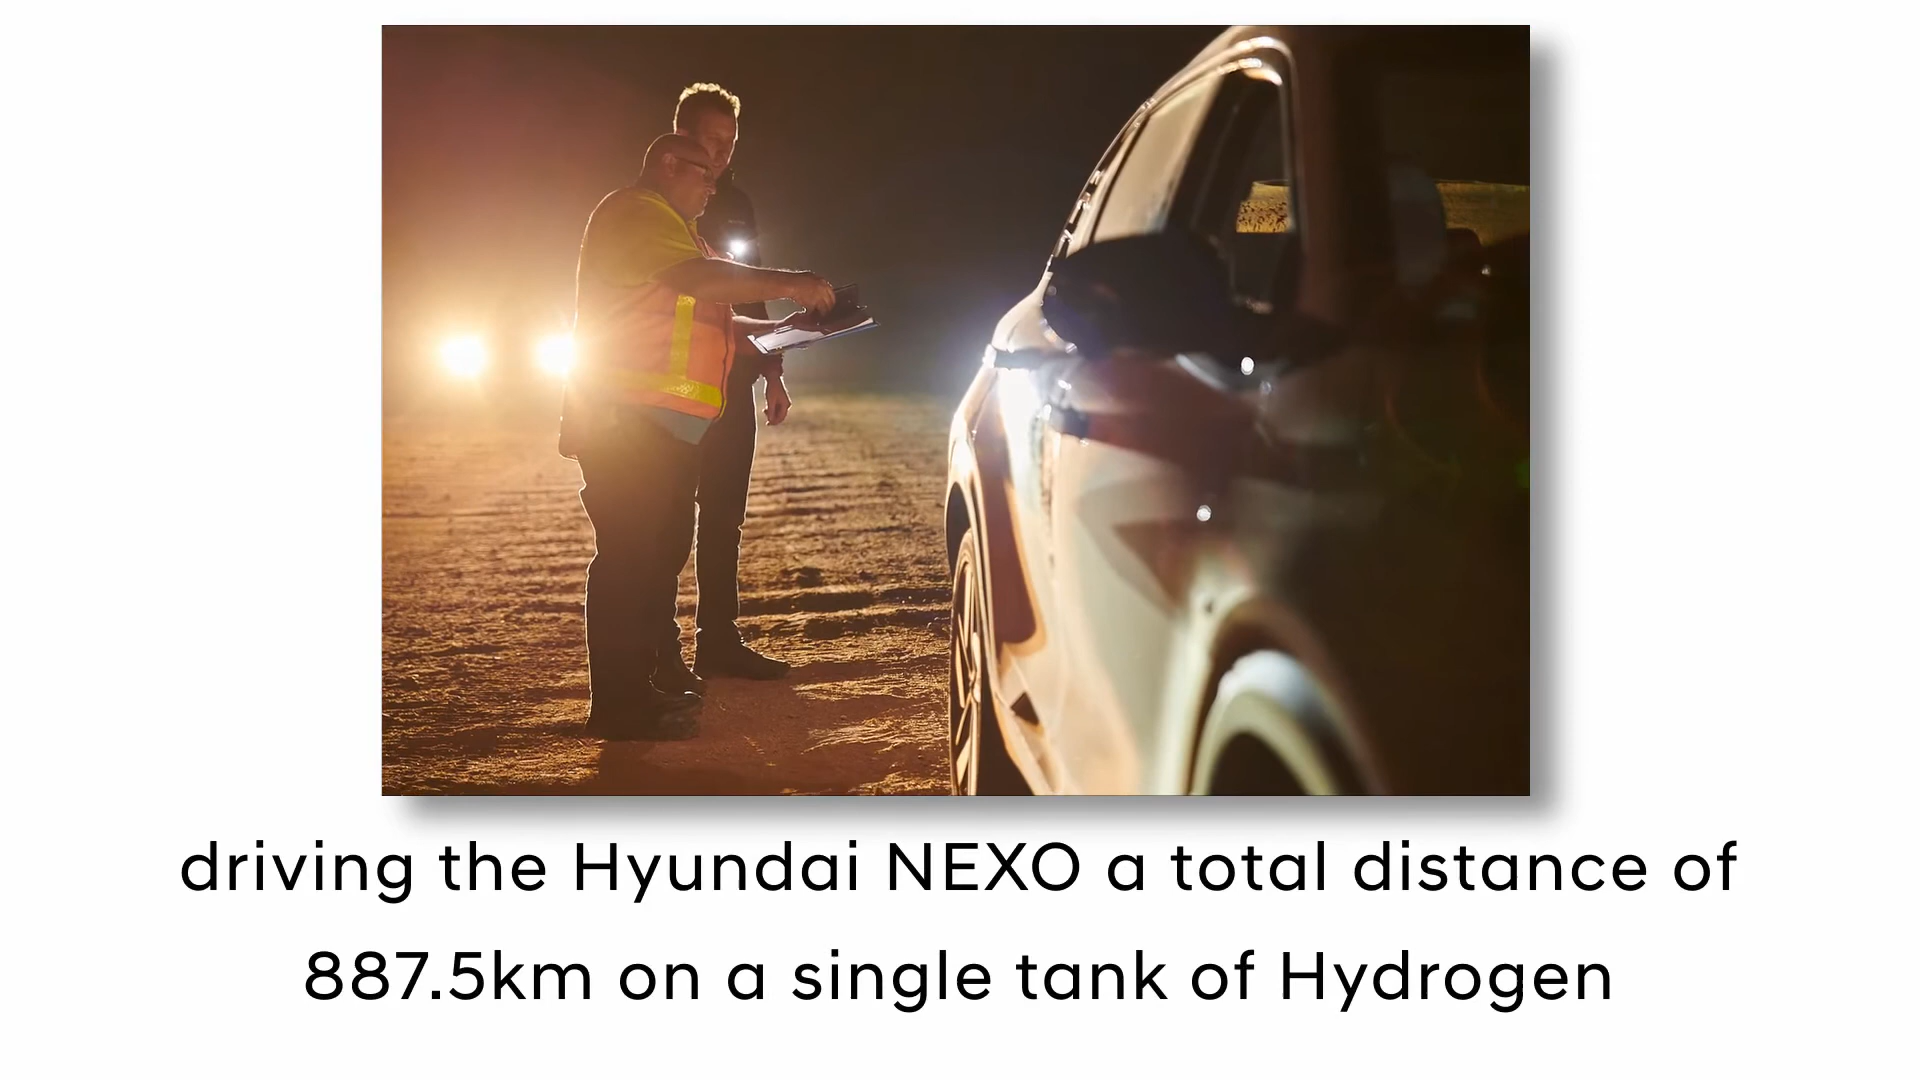 driving the Hyundai NEXO a total distance of
887.5km on a single tank of Hydrogen